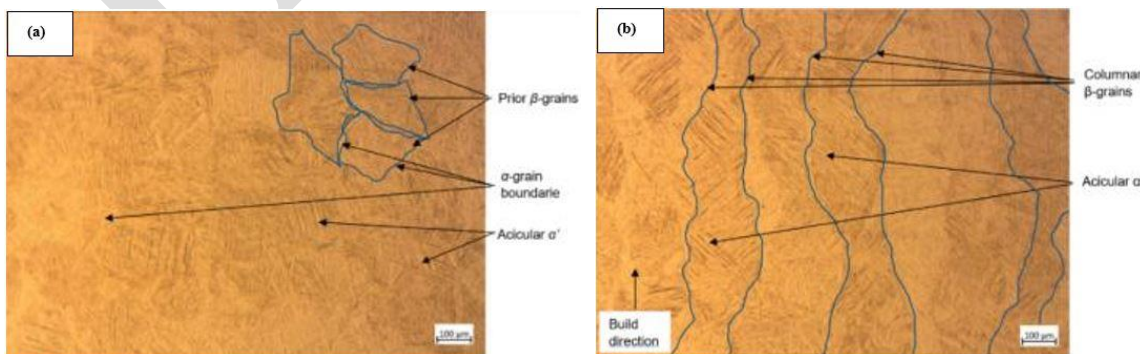 (a)
Prior β-grains
α-grain
boundarie
Acicular α'
100 µm
(b)
Columnar
β-grains
Acicular α
Build
direction
100 µm